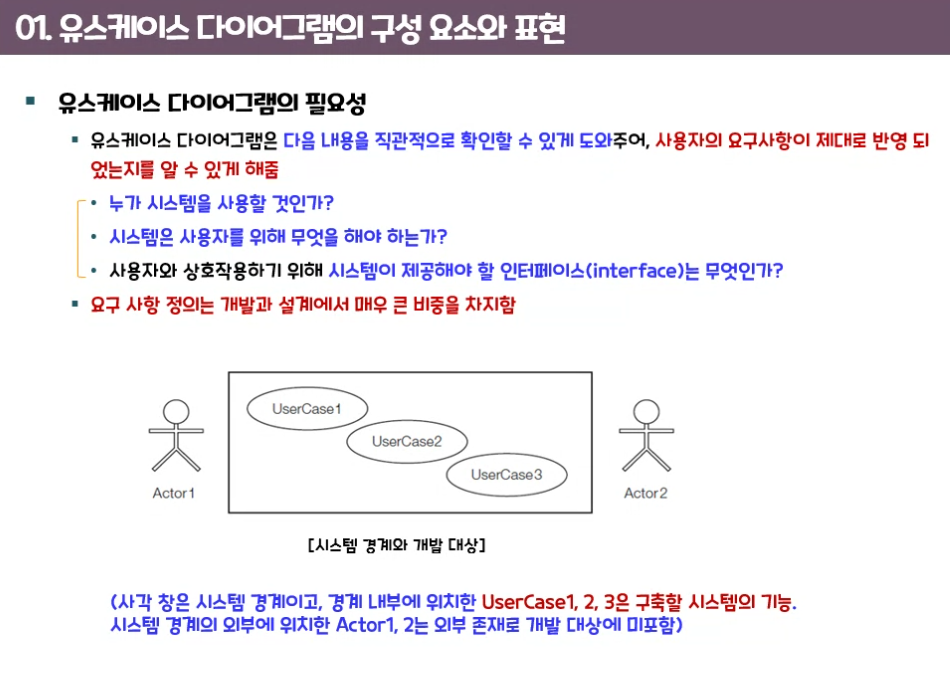 01. 유스케이스 다이어그램의 구성 요소와 표현
유스케이스 다이어그램의 필요성
유스케이스 다이어그램은 다음 내용을 직관적으로 확인할 수 있게 도와주어, 사용자의 요구사항이 제대로 반영 되
었는지를 알 수 있게 해줌
누가 시스템을 사용할 것인가?
시스템은 사용자를 위해 무엇을 해야 하는가?
사용자와 상호작용하기 위해 시스템이 제공해야 할 인터페이스(interface)는 무엇인가?
요구 사항 정의는 개발과 설계에서 매우 큰 비중을 차지함
UserCase1
UserCase2
UserCase3
Actor1
Actor2
[시스템 경계와 개발 대상]
(사각 창은 시스템 경계이고, 경계 내부에 위치한 UserCase1, 2, 3은 구축할 시스템의 기능.
시스템 경계의 외부에 위치한 Actor1, 2는 외부 존재로 개발 대상에 미포함)